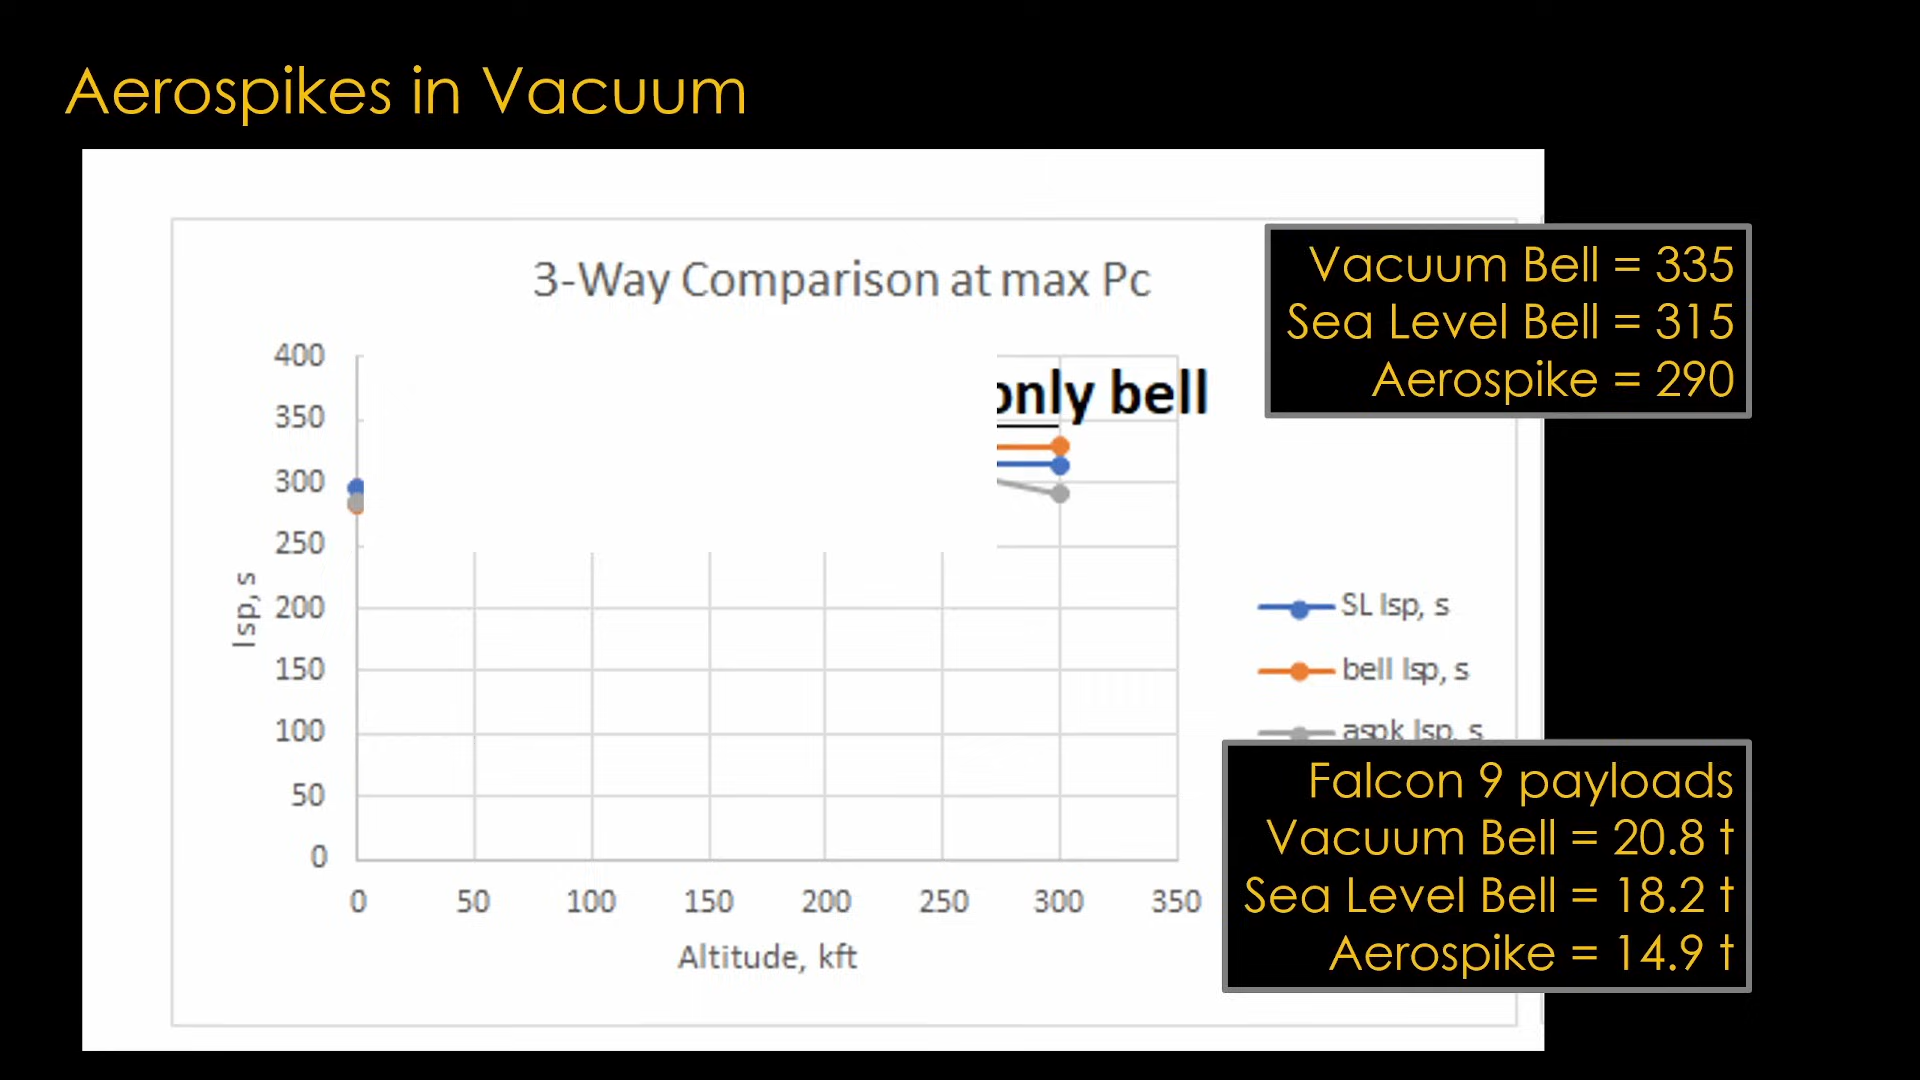 Aerospikes in Vacuum
3-Way Comparison at max Pc
Vacuum Bell = 335
Sea Level Bell = 315
Aerospike = 290
only bell
400
350
300
250
200
150
100
50
0
Isp, s
0 50 100 150 200 250 300 350
Altitude, kft
SL Isp, s
bell Isp, s
aspk Isp, s
Falcon 9 payloads
Vacuum Bell = 20.8 t
Sea Level Bell = 18.2 t
Aerospike = 14.9 t